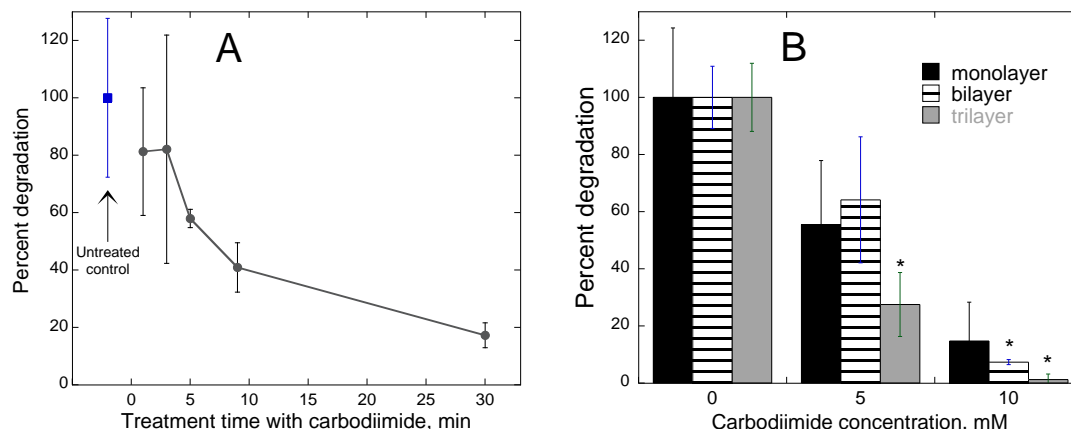 A
Percent degradation
120
100
80
60
40
20
0
Untreated
control
0 5 10 15 20 25 30
Treatment time with carbodiimide, min
B
Percent degradation
120
100
80
60
40
20
0
monolayer
bilayer
trilayer
*
*
*
0 5 10
Carbodiimide concentration, mM